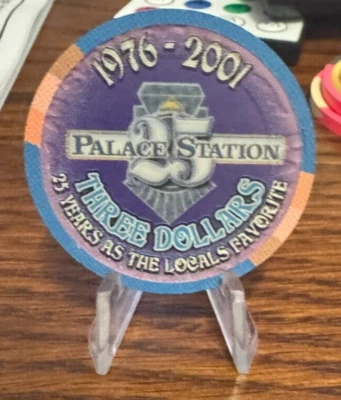 1976 - 2001
25
PALACE STATION
THREE DOLLARS
25 YEARS AS THE LOCALS FAVORITE